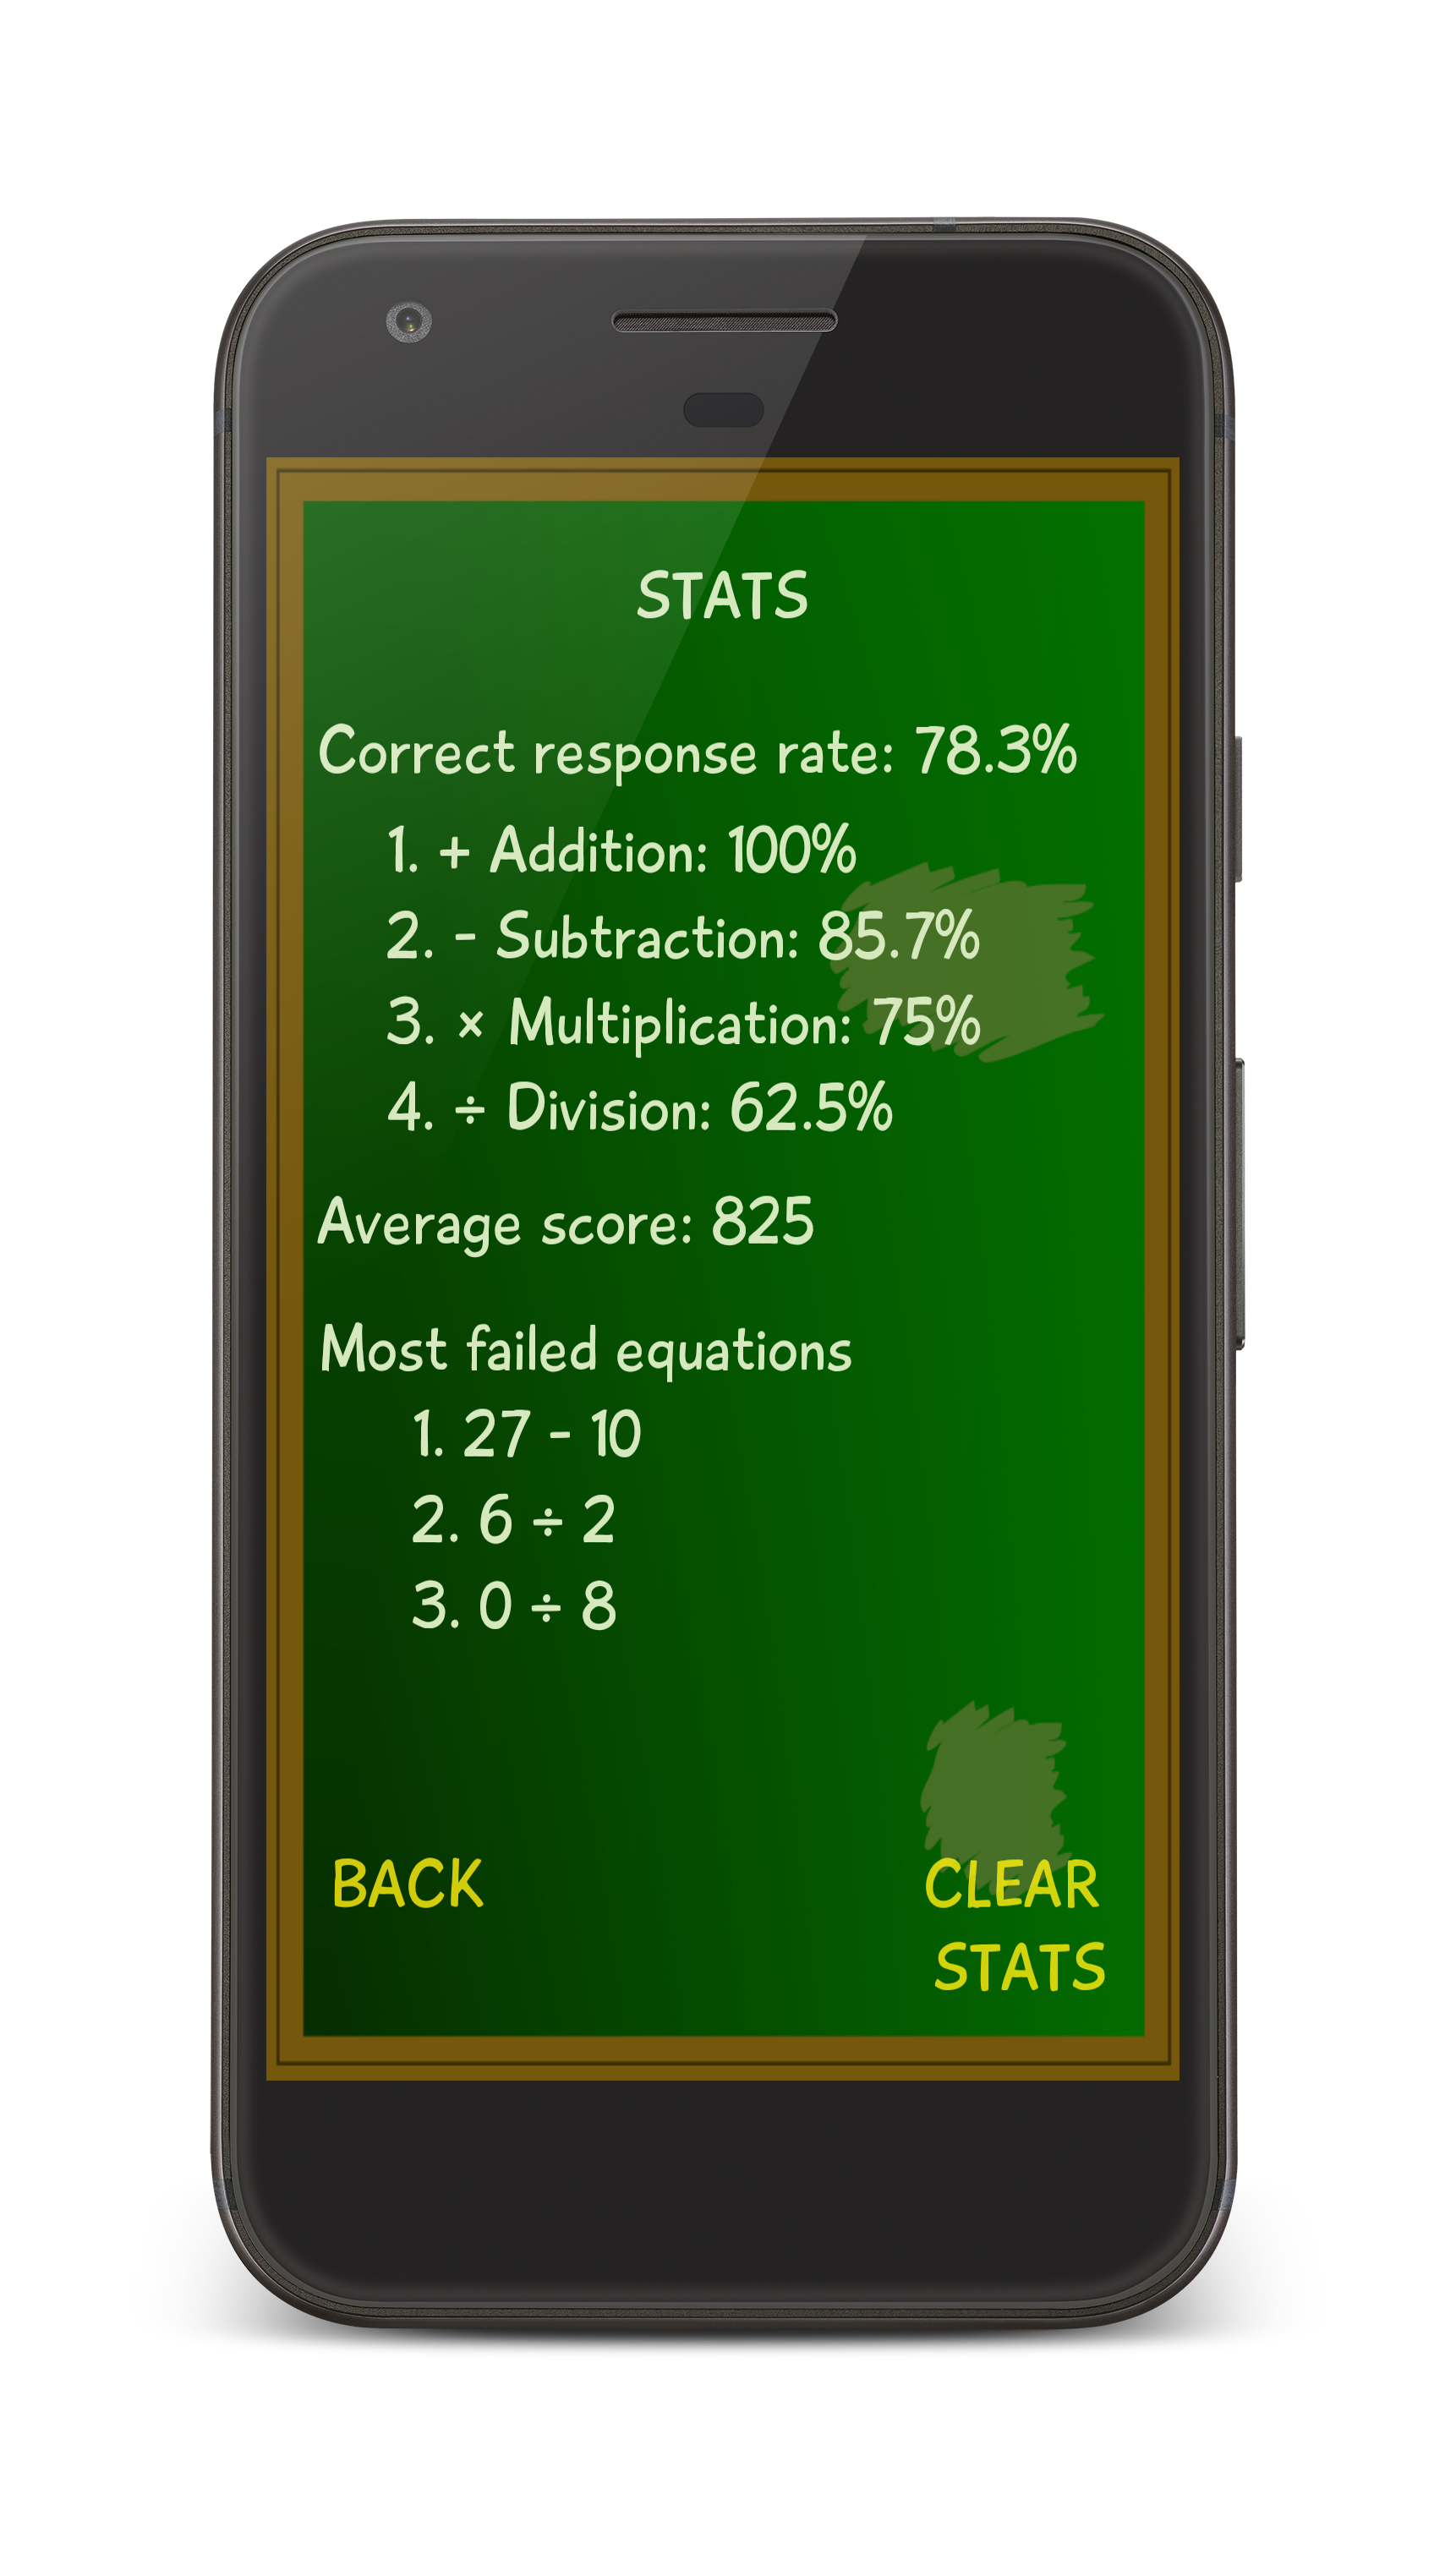 STATS
Correct response rate: 78.3%
1. + Addition: 100%
2. - Subtraction: 85.7%
3. × Multiplication: 75%
4. ÷ Division: 62.5%
Average score: 825
Most failed equations
1. 27 - 10
2. 6 ÷ 2
3. 0 ÷ 8
BACK
CLEAR
STATS